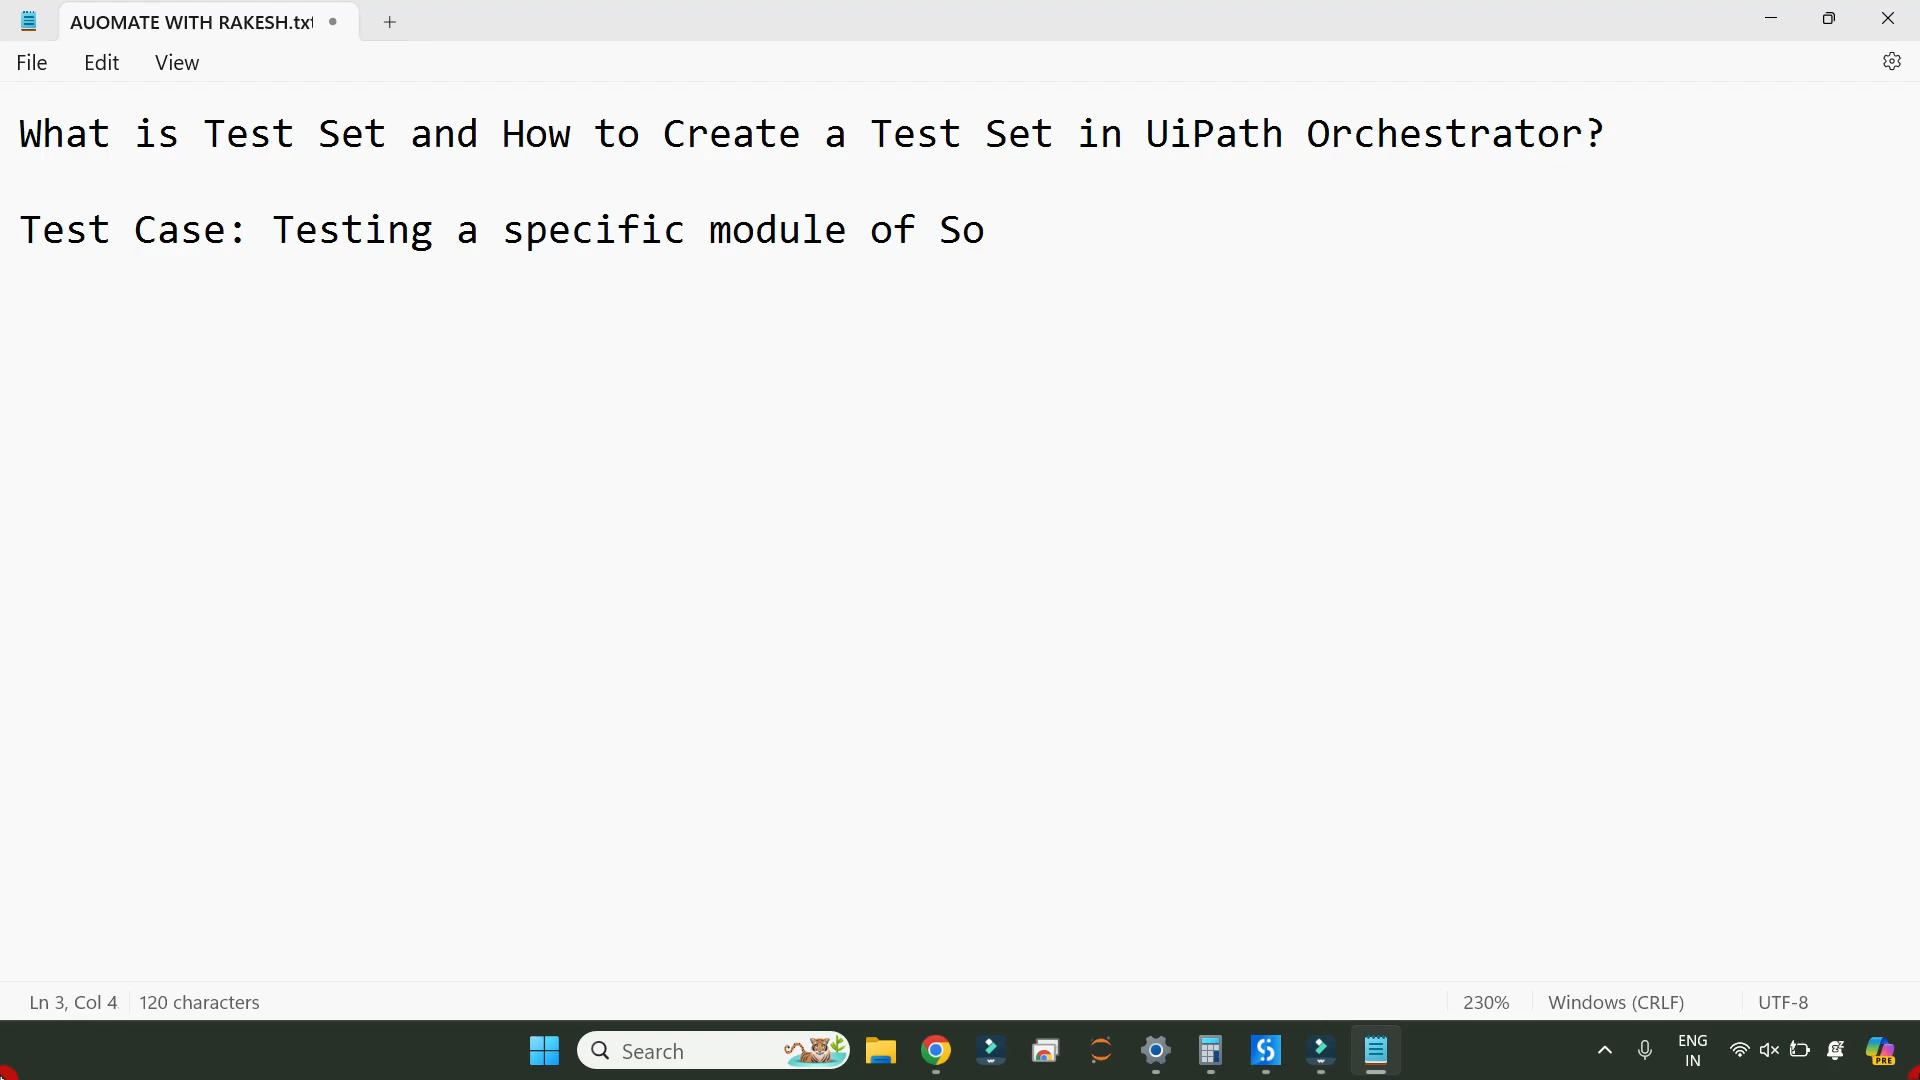 AUOMATE WITH RAKESH.txt
File Edit View
What is Test Set and How to Create a Test Set in UiPath Orchestrator?
Test Case: Testing a specific module of So
Ln 3, Col 4 120 characters 230% Windows (CRLF) UTF-8
Search
ENG
IN
PRE